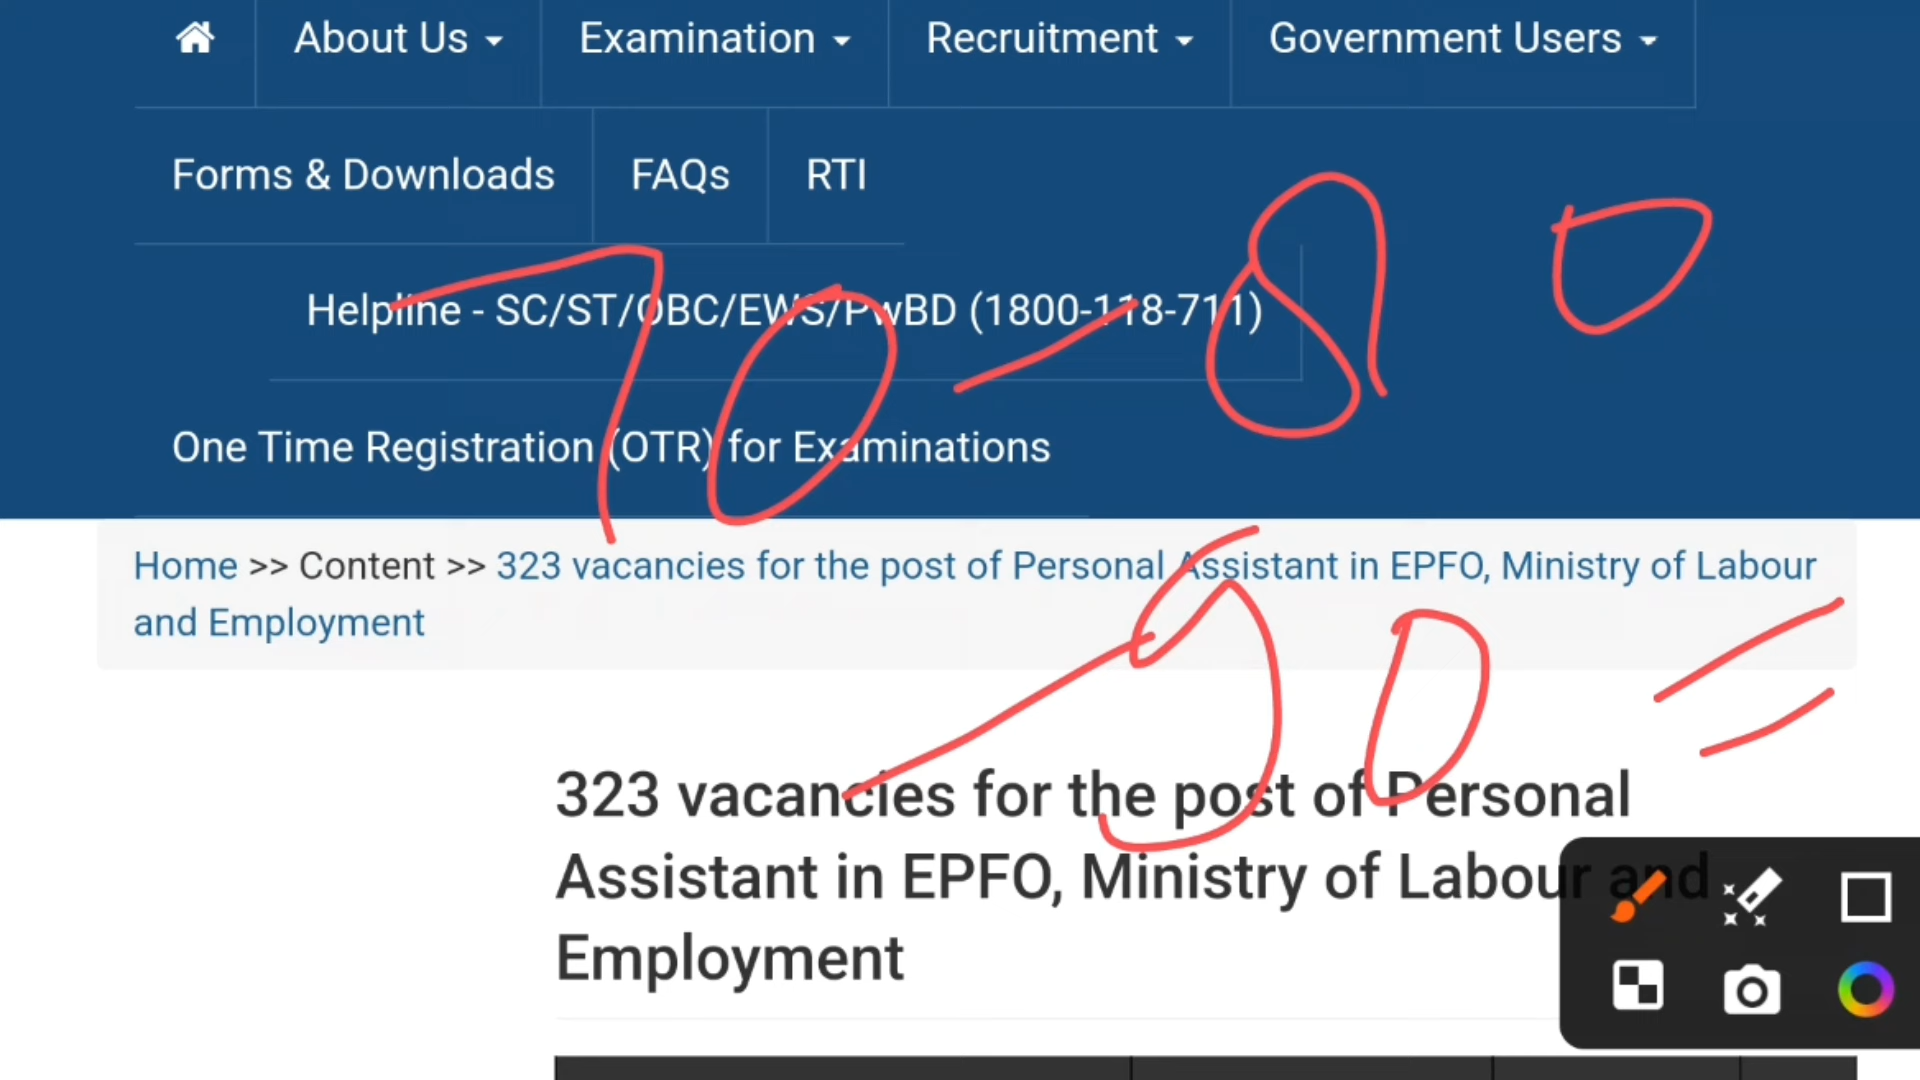 About Us Examination Recruitment Government Users
Forms & Downloads FAQs RTI
Helpline - SC/ST/OBC/EWS/PwBD (1800-118-711)
One Time Registration (OTR) for Examinations
70-80
Home >> Content >> 323 vacancies for the post of Personal Assistant in EPFO, Ministry of Labour
and Employment
-90 =
323 vacancies for the post of Personal
Assistant in EPFO, Ministry of Labour and
Employment